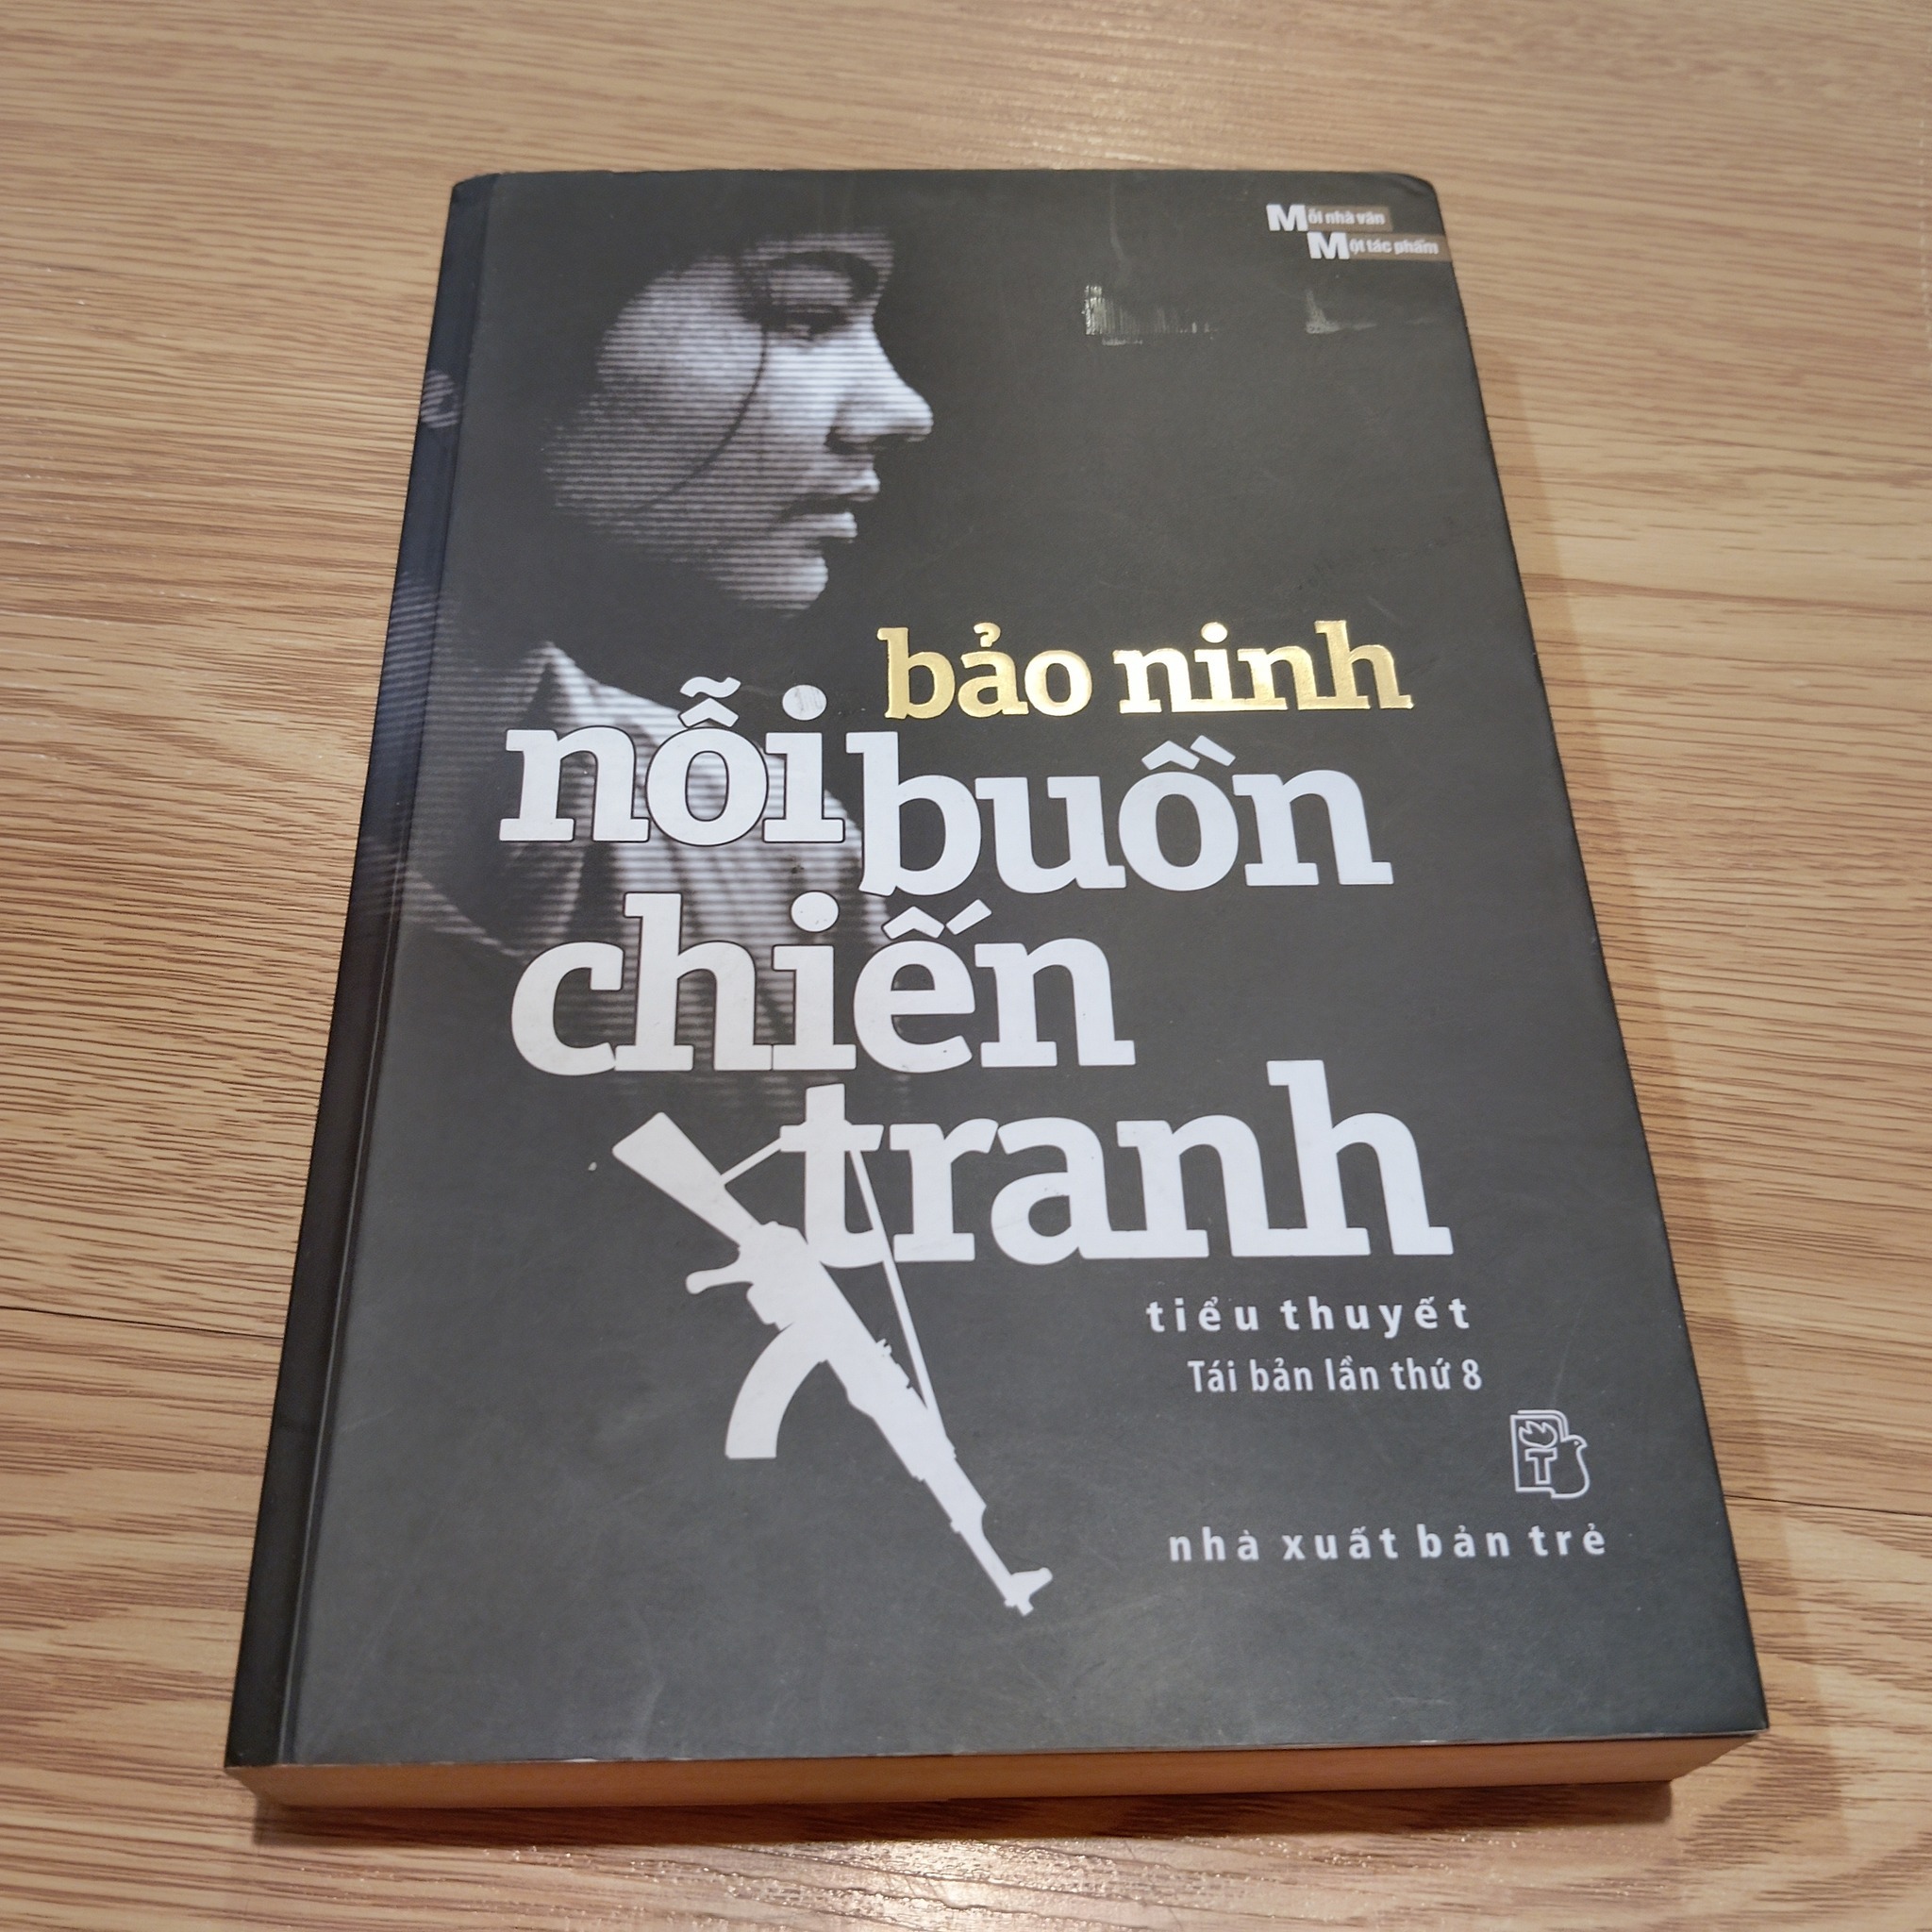 Mỗi nhà văn
Một tác phẩm
bảo ninh
nỗi buồn
chiến
tranh
tiểu thuyết
Tái bản lần thứ 8
T
nhà xuất bản trẻ